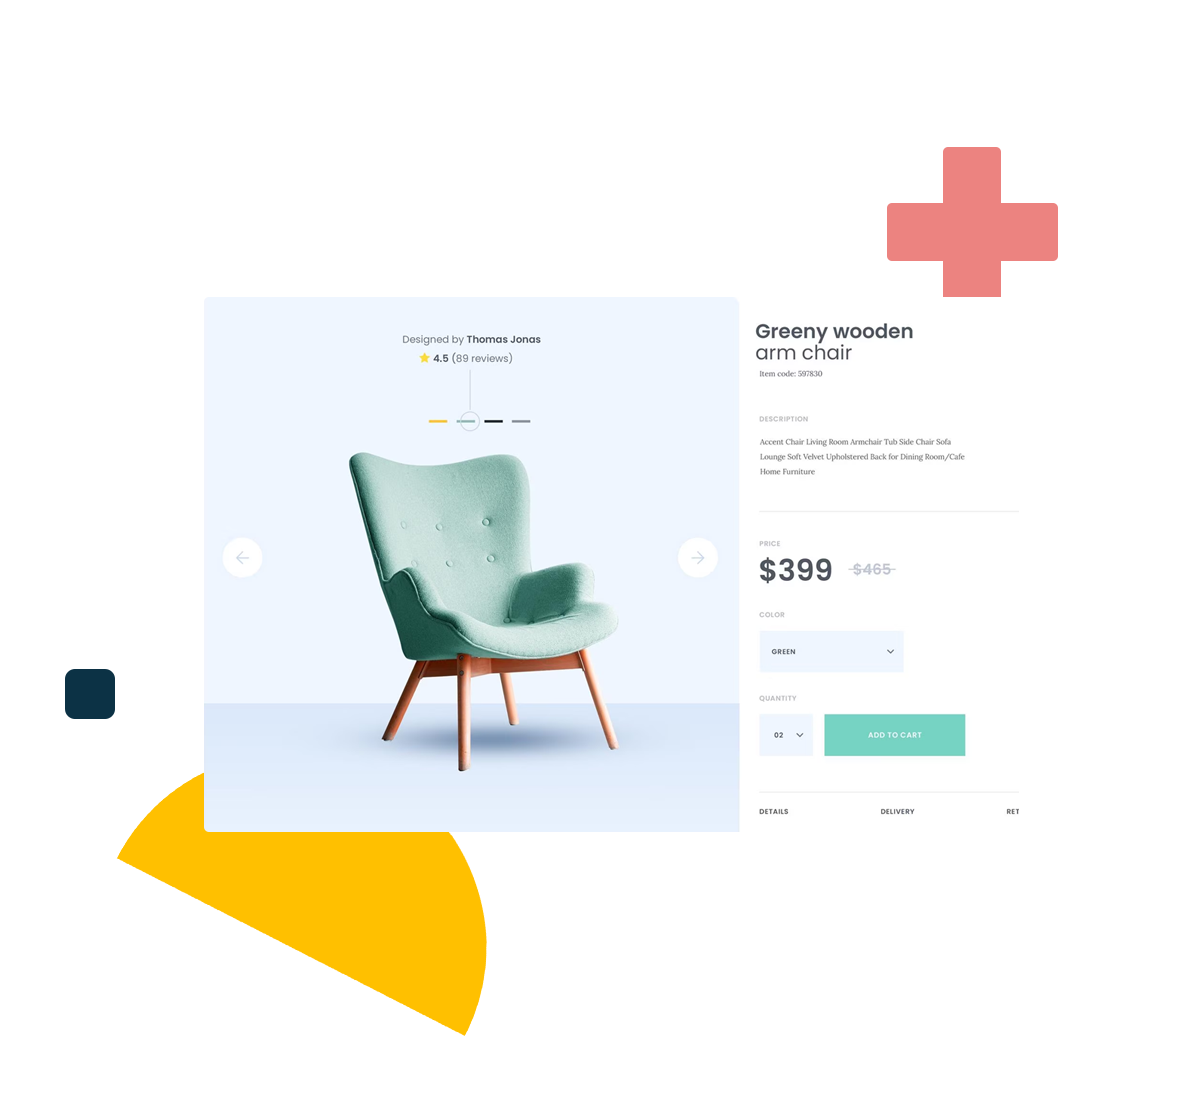 Designed by Thomas Jonas
4.5 (89 reviews)
Greeny wooden
arm chair
Item code: 597830
DESCRIPTION
Accent Chair Living Room Armchair Tub Side Chair Sofa
Lounge Soft Velvet Upholstered Back for Dining Room/Cafe
Home Furniture
PRICE
$399 $465
COLOR
GREEN
QUANTITY
02 ADD TO CART
DETAILS DELIVERY RET